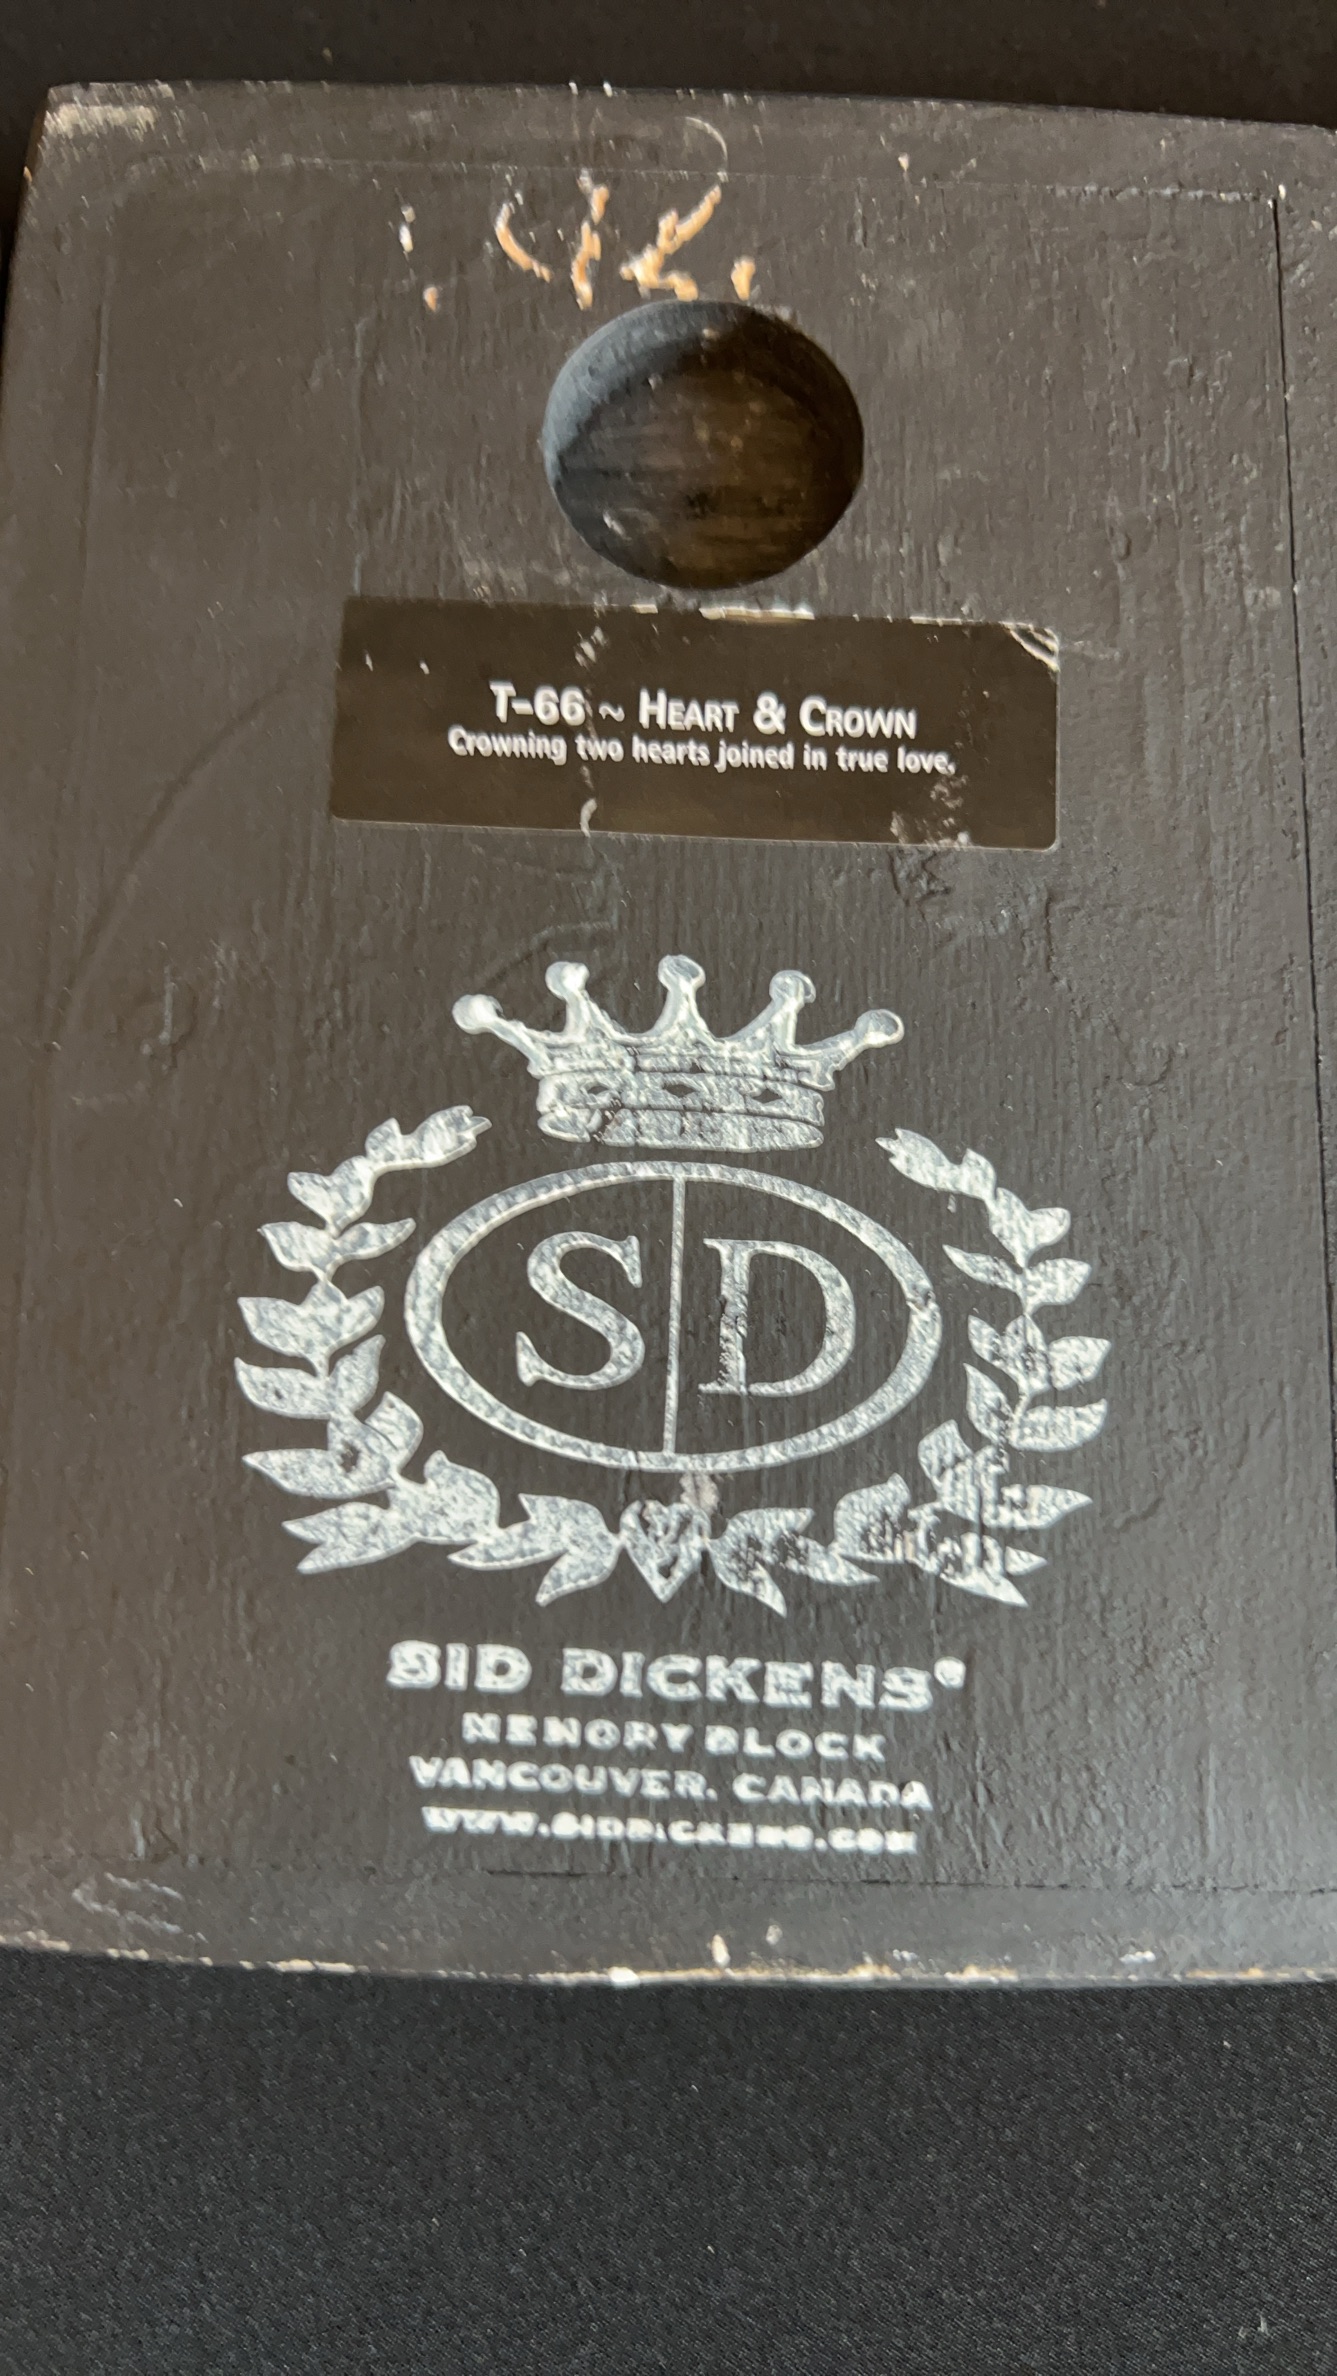 T-66 ~ HEART & CROWN
Crowning two hearts joined in true love.
SD
SID DICKENS®
MEMORY BLOCK
VANCOUVER, CANADA
WWW.SIDDICKENS.COM